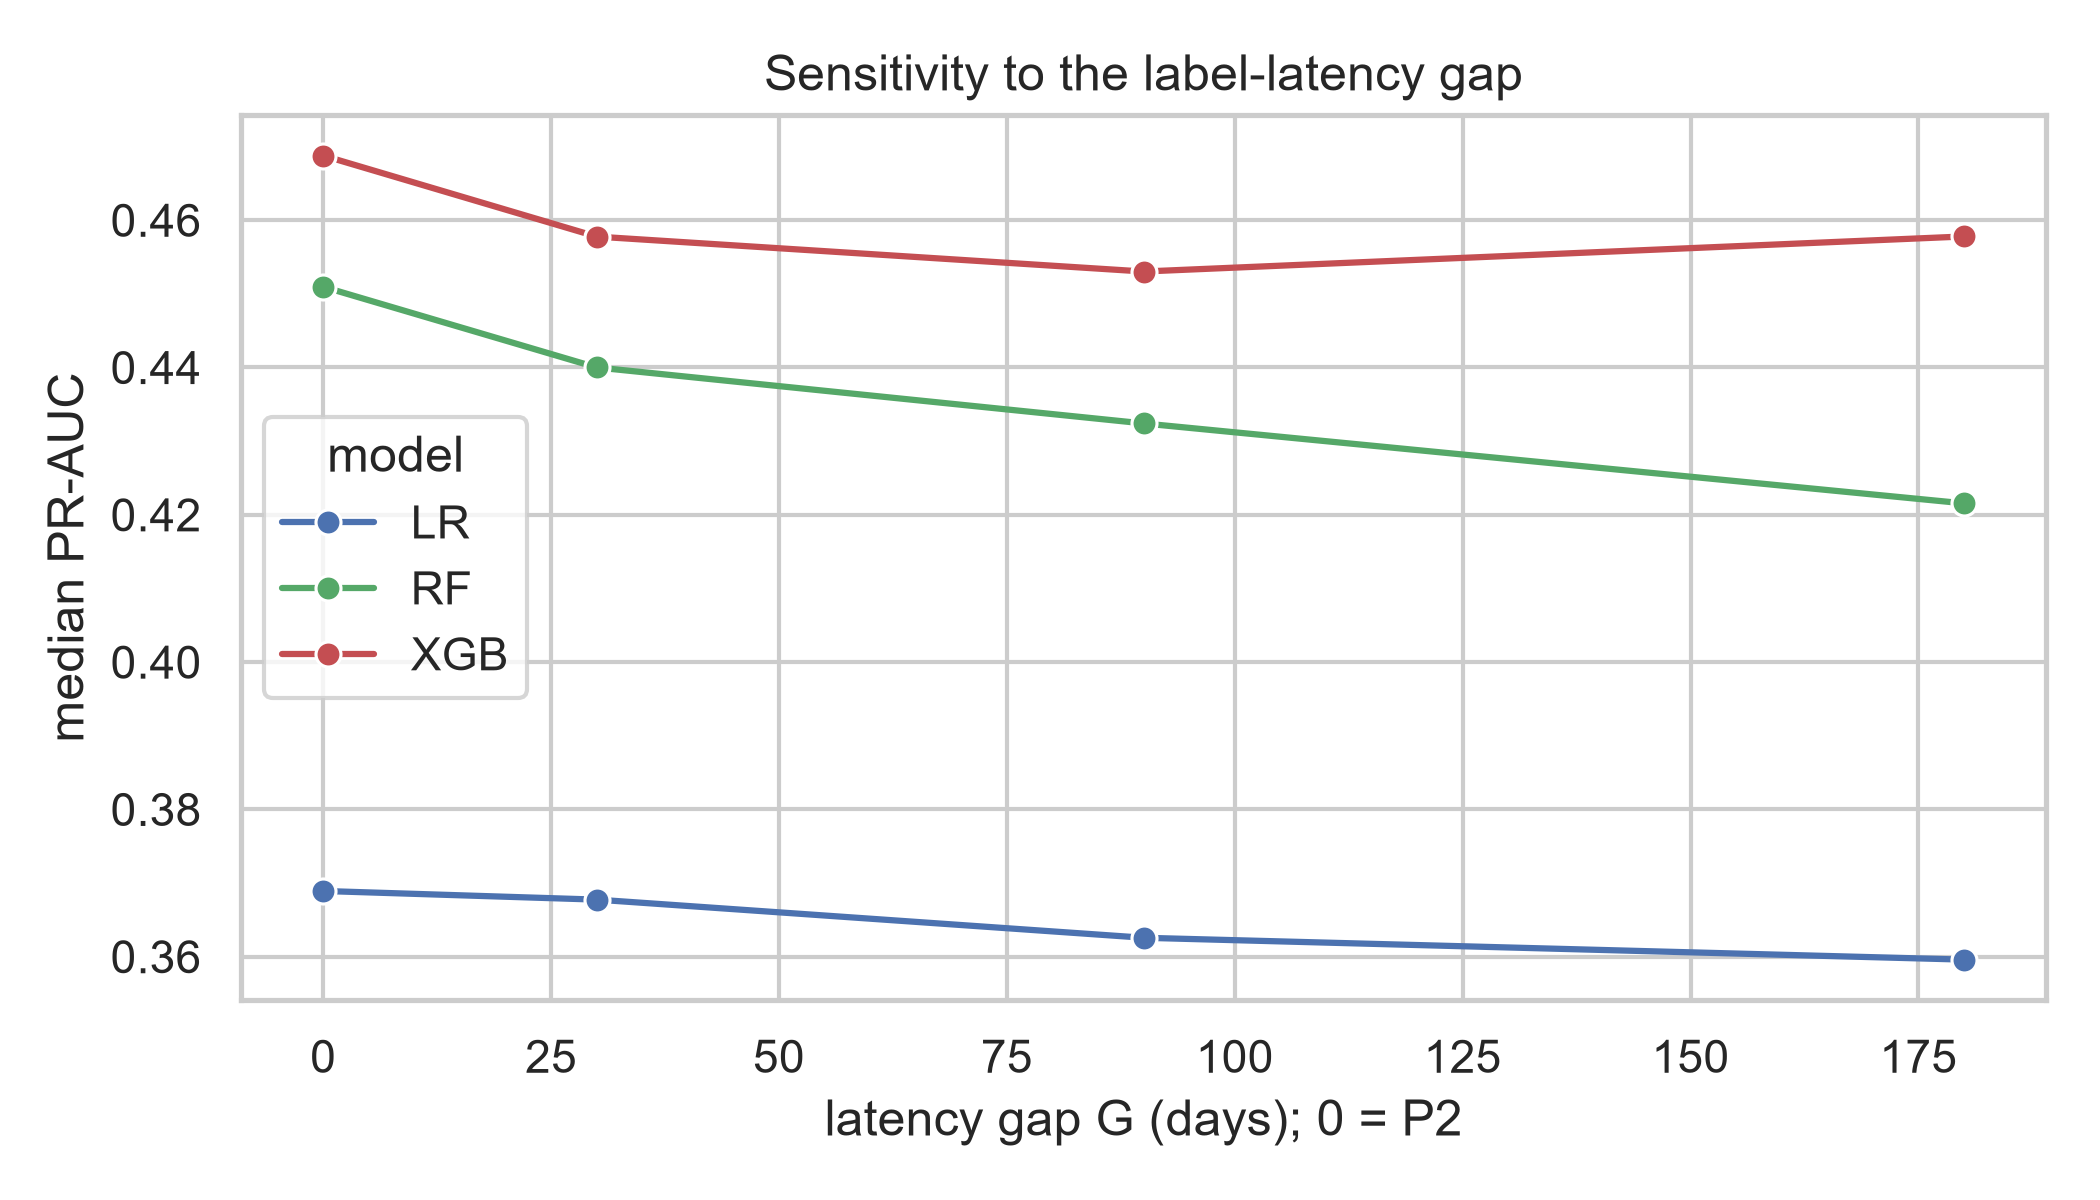 Sensitivity to the label-latency gap
median PR-AUC
0.46
0.44
0.42
0.40
0.38
0.36
model
LR
RF
XGB
0 25 50 75 100 125 150 175
latency gap G (days); 0 = P2